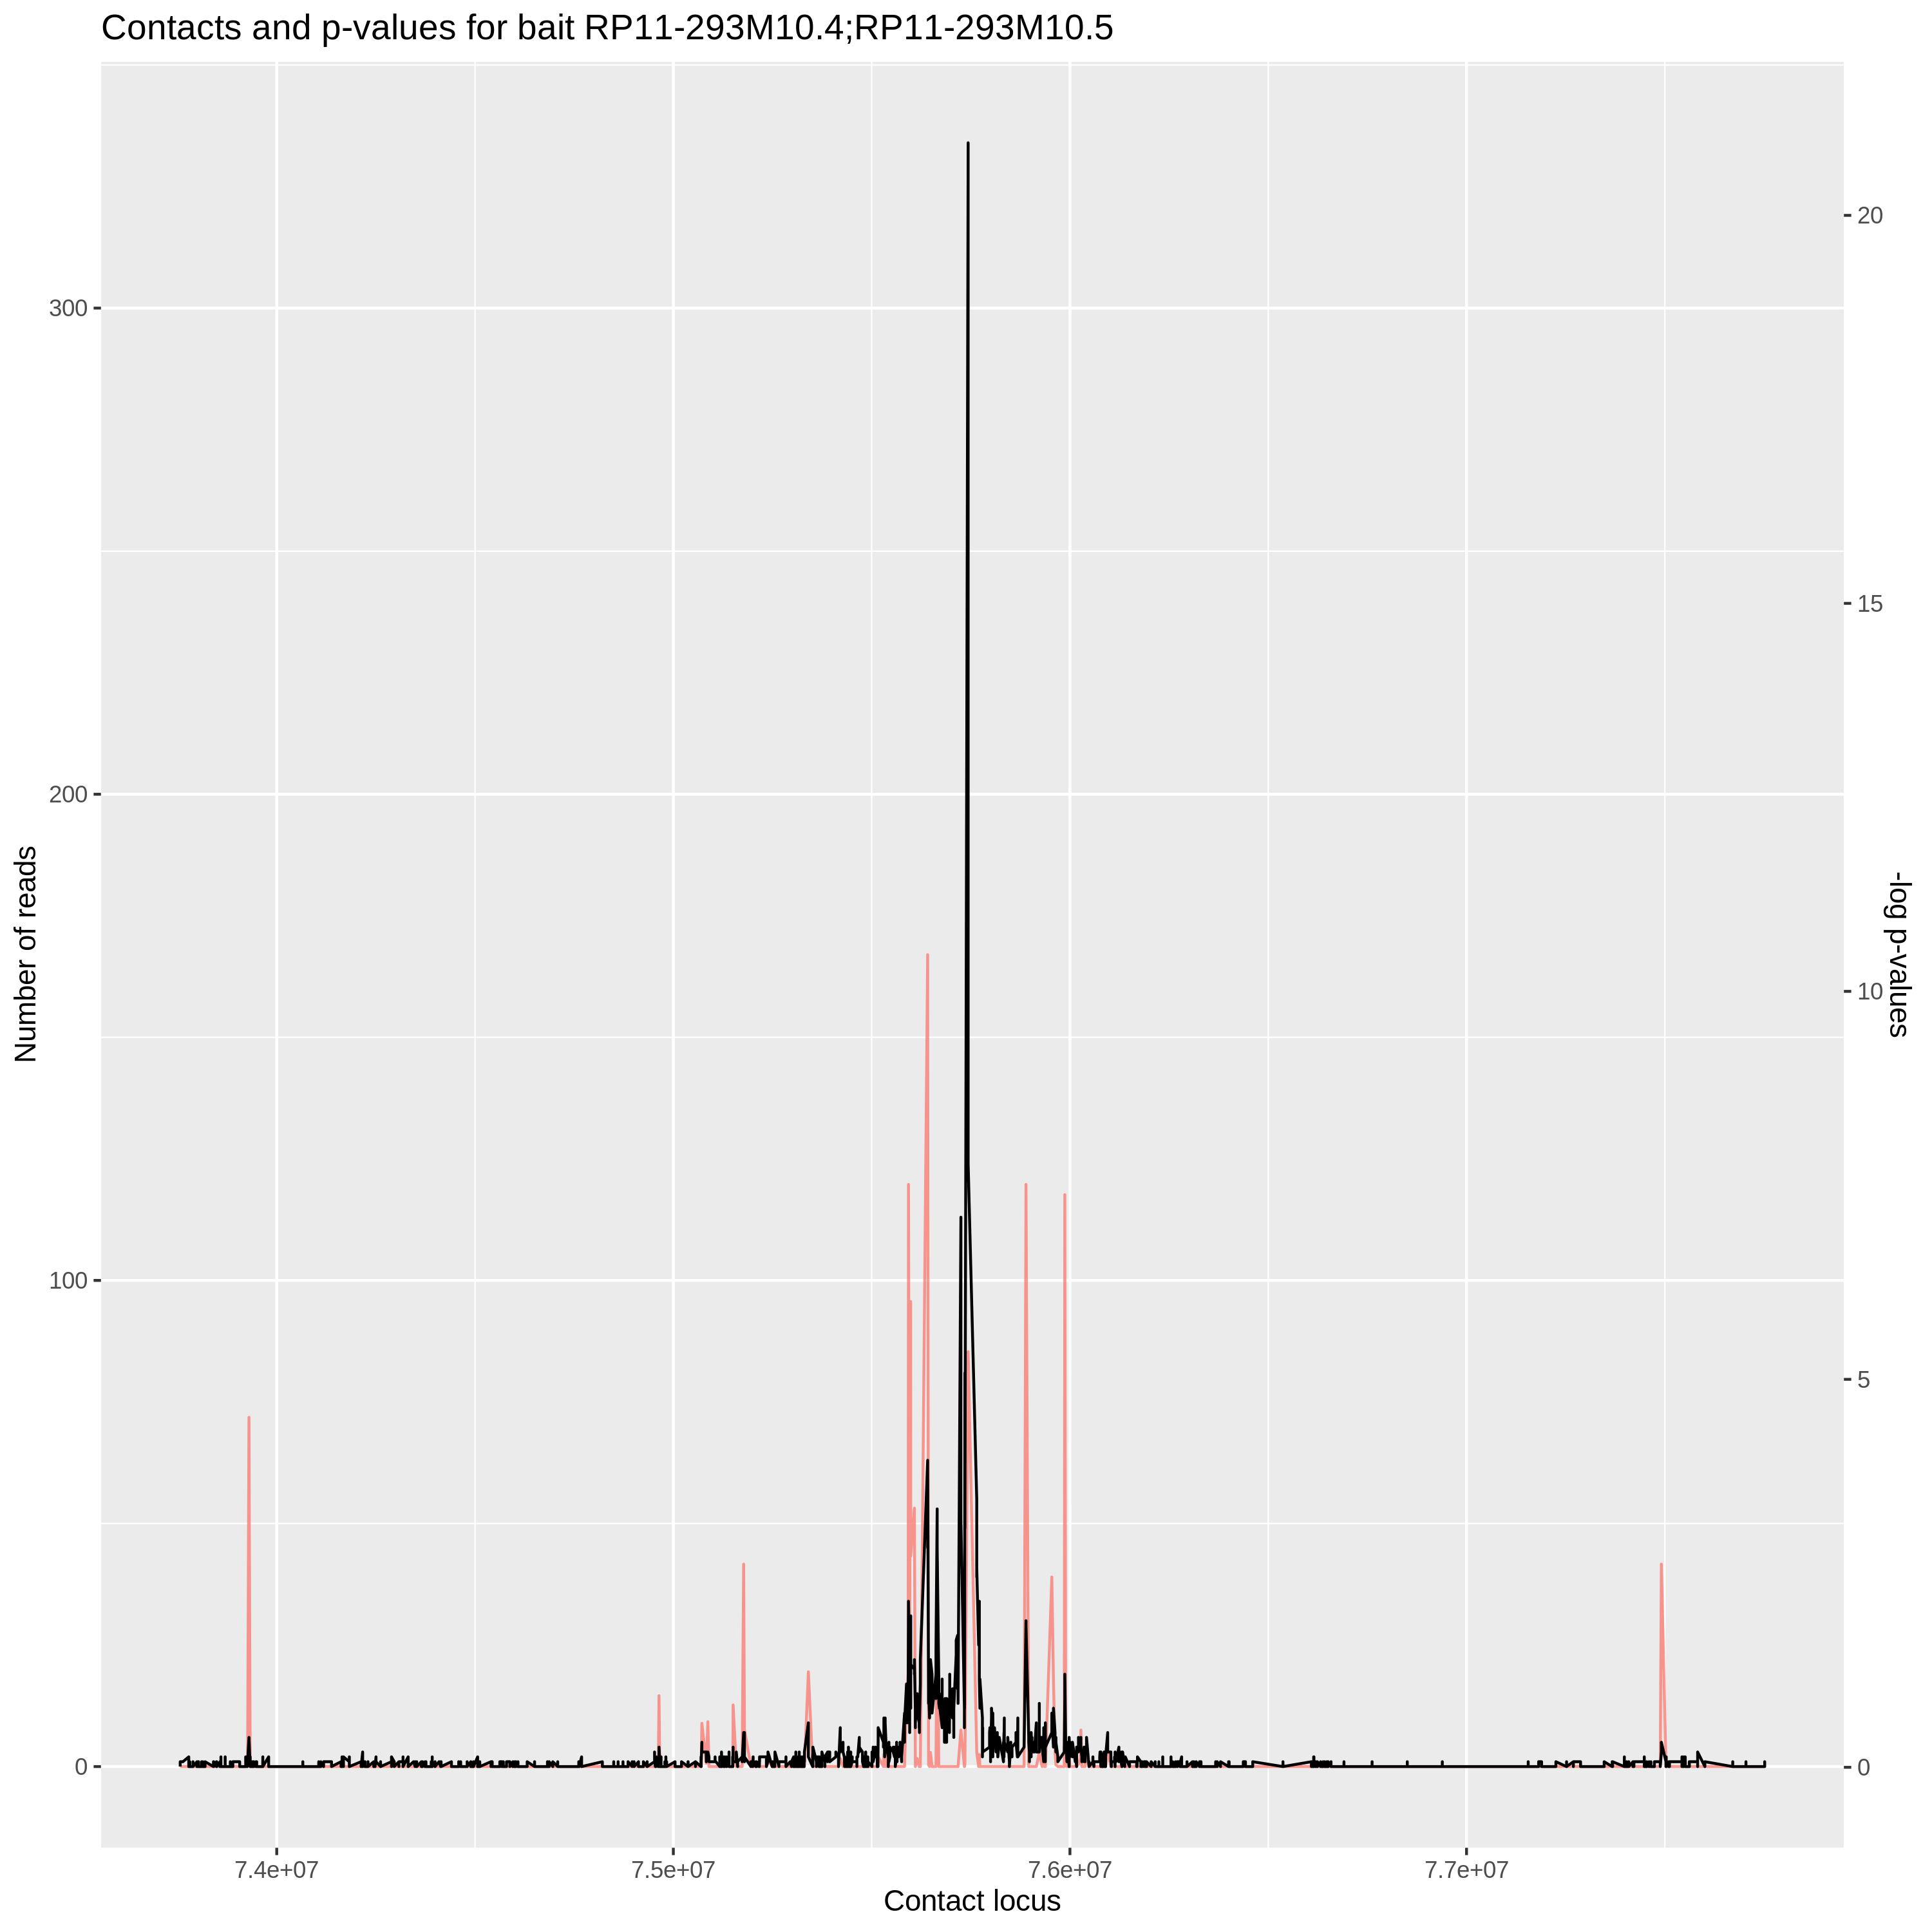 Contacts and p-values for bait RP11-293M10.4;RP11-293M10.5
Number of reads
300
200
100
0
20
15
10
5
0
-log p-values
7.4e+07
7.5e+07
7.6e+07
7.7e+07
Contact locus